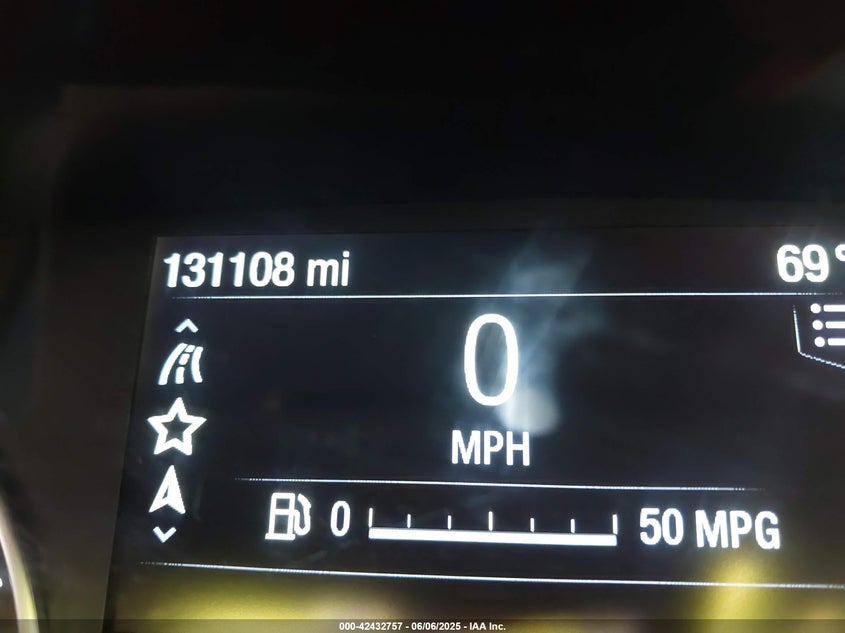 131108 mi 69°
0
MPH
0 50 MPG
000-42432757 - 06/06/2025 - IAA Inc.